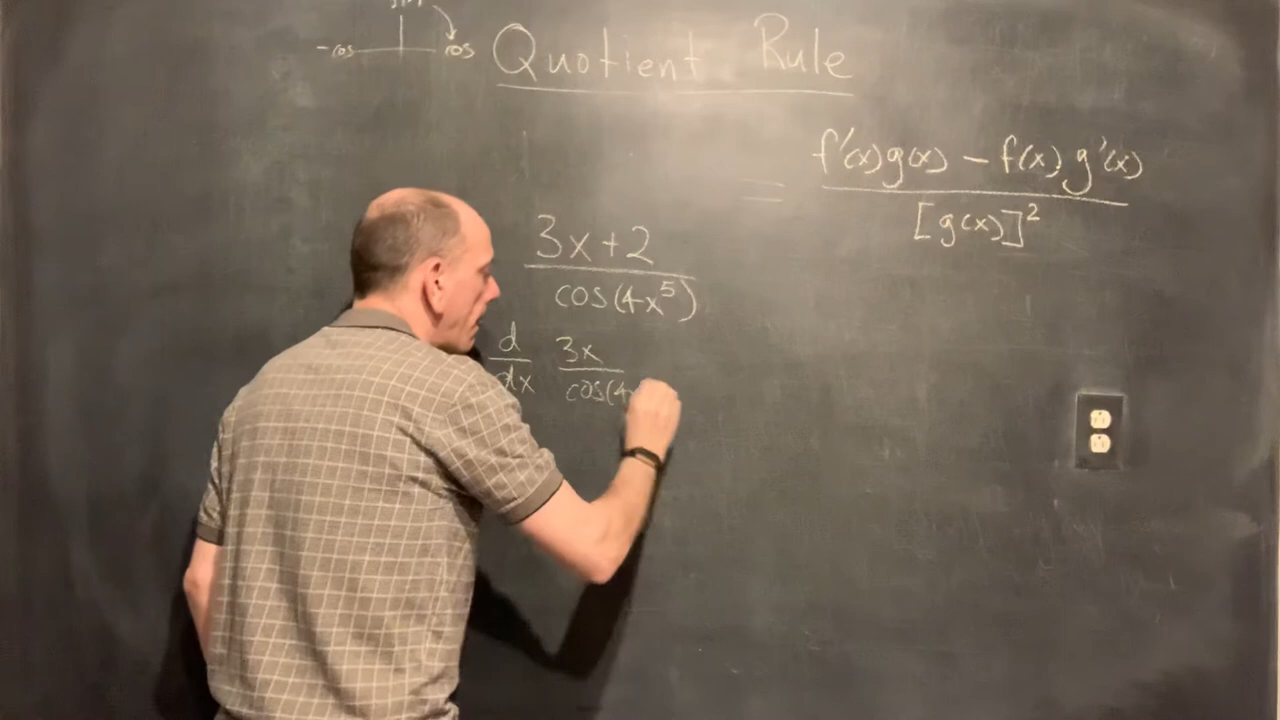 -cos cos
Quotient Rule
= f'(x)g(x) - f(x)g'(x)
[g(x)]²
3x+2
cos(4x⁵)
d 3x
dx cos(4